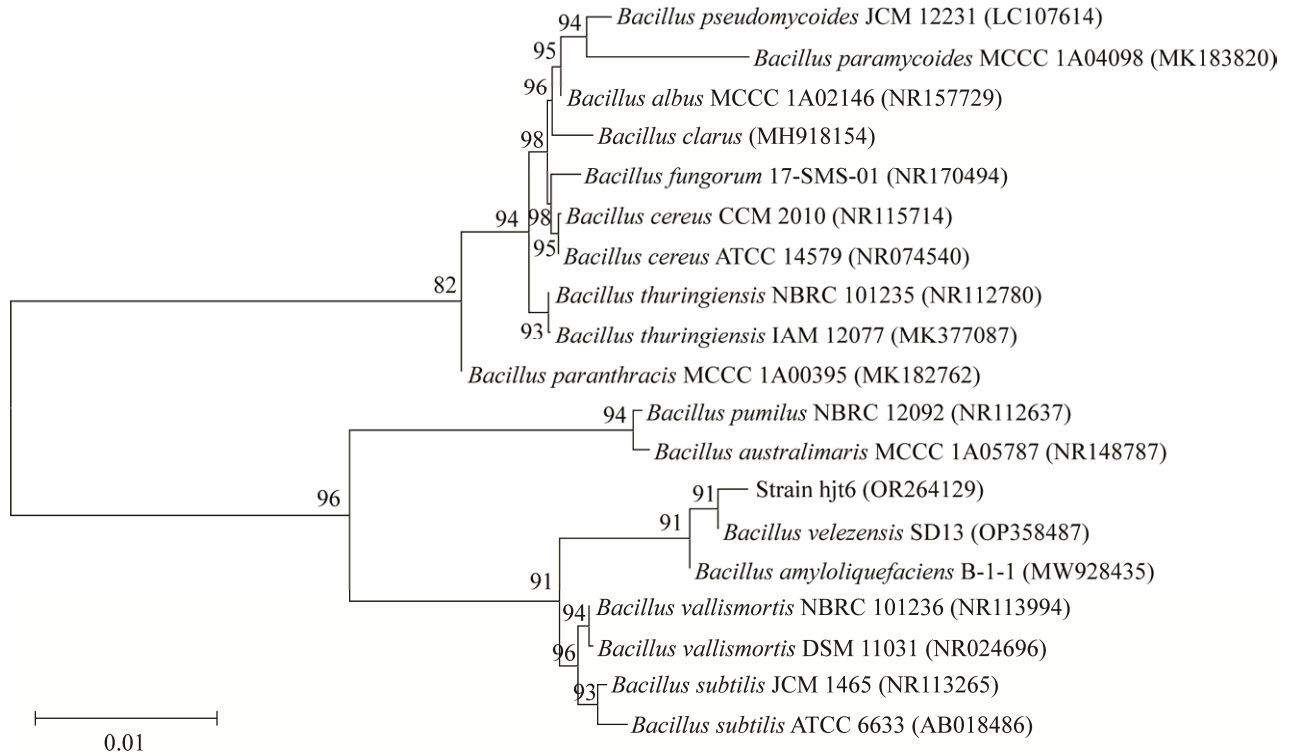 94
Bacillus pseudomycoides JCM 12231 (LC107614)
95
Bacillus paramycoides MCCC 1A04098 (MK183820)
96
Bacillus albus MCCC 1A02146 (NR157729)
98
Bacillus clarus (MH918154)
Bacillus fungorum 17-SMS-01 (NR170494)
94
98
Bacillus cereus CCM 2010 (NR115714)
95
Bacillus cereus ATCC 14579 (NR074540)
82
Bacillus thuringiensis NBRC 101235 (NR112780)
93
Bacillus thuringiensis IAM 12077 (MK377087)
Bacillus paranthracis MCCC 1A00395 (MK182762)
94
Bacillus pumilus NBRC 12092 (NR112637)
Bacillus australimaris MCCC 1A05787 (NR148787)
96
91
Strain hjt6 (OR264129)
91
Bacillus velezensis SD13 (OP358487)
Bacillus amyloliquefaciens B-1-1 (MW928435)
91
94
Bacillus vallismortis NBRC 101236 (NR113994)
96
Bacillus vallismortis DSM 11031 (NR024696)
93
Bacillus subtilis JCM 1465 (NR113265)
Bacillus subtilis ATCC 6633 (AB018486)
0.01